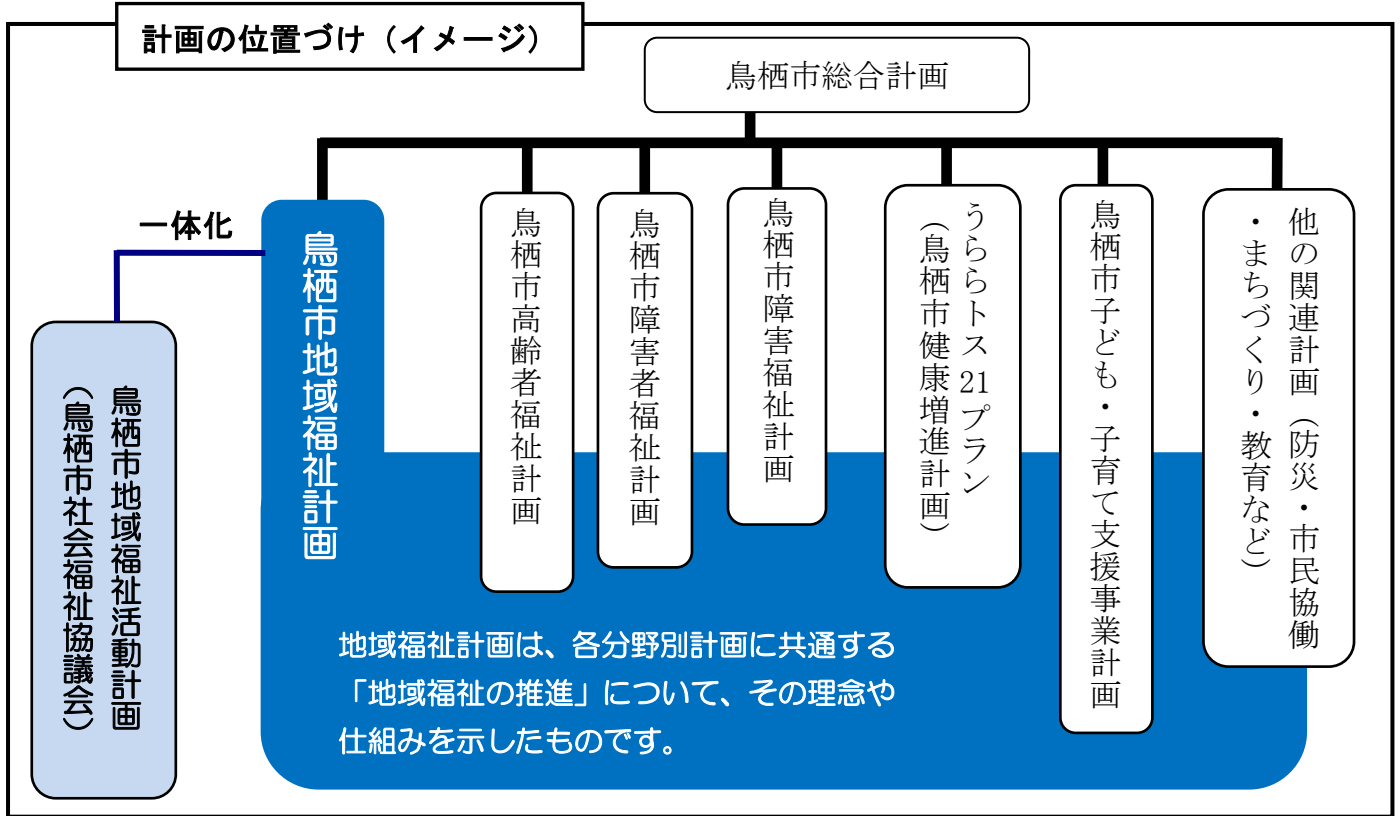 計画の位置づけ（イメージ）
鳥栖市総合計画
一体化
鳥栖市地域福祉活動計画
（鳥栖市社会福祉協議会）
鳥栖市地域福祉計画
鳥栖市高齢者福祉計画
鳥栖市障害者福祉計画
鳥栖市障害福祉計画
うららトス21プラン
（鳥栖市健康増進計画）
鳥栖市子ども・子育て支援事業計画
他の関連計画（防災・市民協働
・まちづくり・教育など）
地域福祉計画は、各分野別計画に共通する
「地域福祉の推進」について、その理念や
仕組みを示したものです。